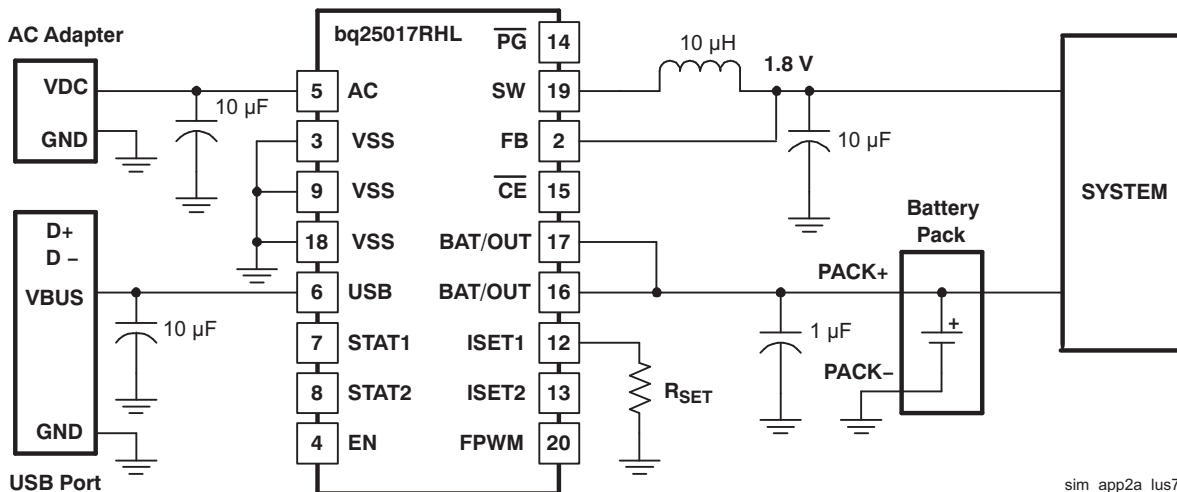 AC Adapter
VDC
GND
10 µF
bq25017RHL
PG 14
5 AC
SW 19
3 VSS
FB 2
9 VSS
CE 15
18 VSS
BAT/OUT 17
6 USB
BAT/OUT 16
7 STAT1
ISET1 12
8 STAT2
ISET2 13
4 EN
FPWM 20
10 µH
1.8 V
10 µF
SYSTEM
Battery
Pack
PACK+
+
PACK–
1 µF
RSET
D+
D –
VBUS
10 µF
GND
USB Port